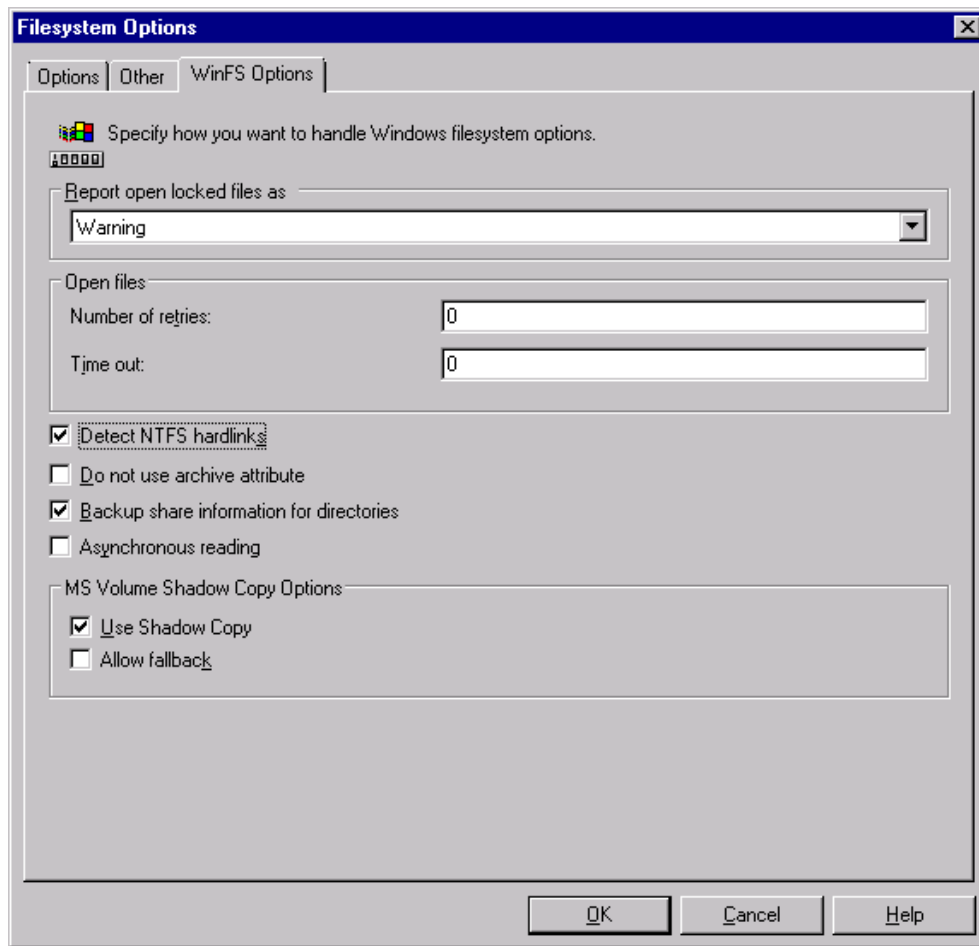 Filesystem Options
Options Other WinFS Options
Specify how you want to handle Windows filesystem options.
Report open locked files as
Warning
Open files
Number of retries: 0
Time out: 0
Detect NTFS hardlinks
Do not use archive attribute
Backup share information for directories
Asynchronous reading
MS Volume Shadow Copy Options
Use Shadow Copy
Allow fallback
OK Cancel Help